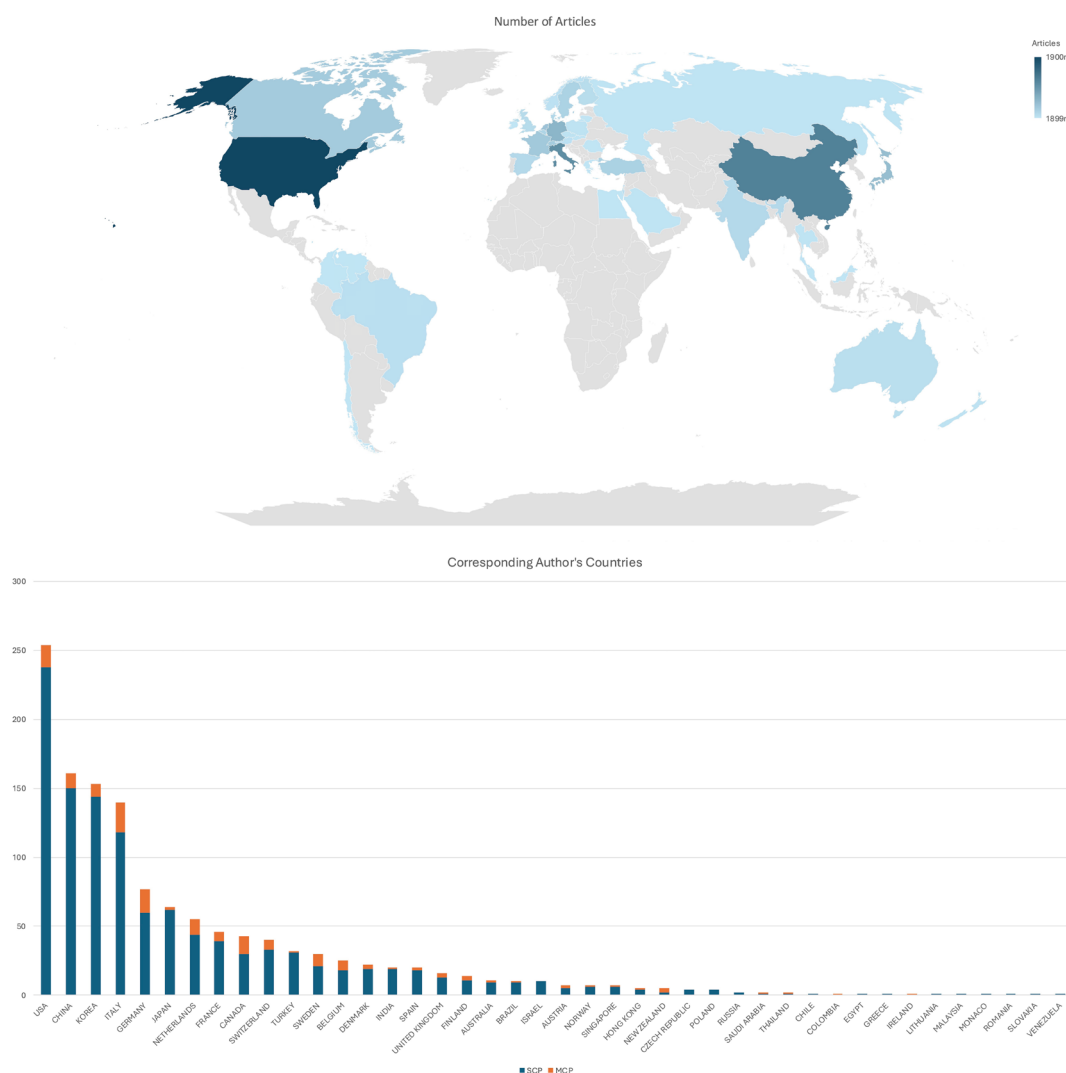 Number of Articles
Articles
1900r
1899r
Corresponding Author's Countries
300
250
200
150
100
50
0
USA
CHINA
KOREA
ITALY
GERMANY
JAPAN
NETHERLANDS
FRANCE
CANADA
SWITZERLAND
TURKEY
SWEDEN
BELGIUM
DENMARK
INDIA
SPAIN
UNITED KINGDOM
FINLAND
AUSTRALIA
BRAZIL
ISRAEL
AUSTRIA
NORWAY
SINGAPORE
HONG KONG
NEW ZEALAND
CZECH REPUBLIC
POLAND
RUSSIA
SAUDI ARABIA
THAILAND
CHILE
COLOMBIA
EGYPT
GREECE
IRELAND
LITHUANIA
MALAYSIA
MONACO
ROMANIA
SLOVAKIA
VENEZUELA
SCP MCP